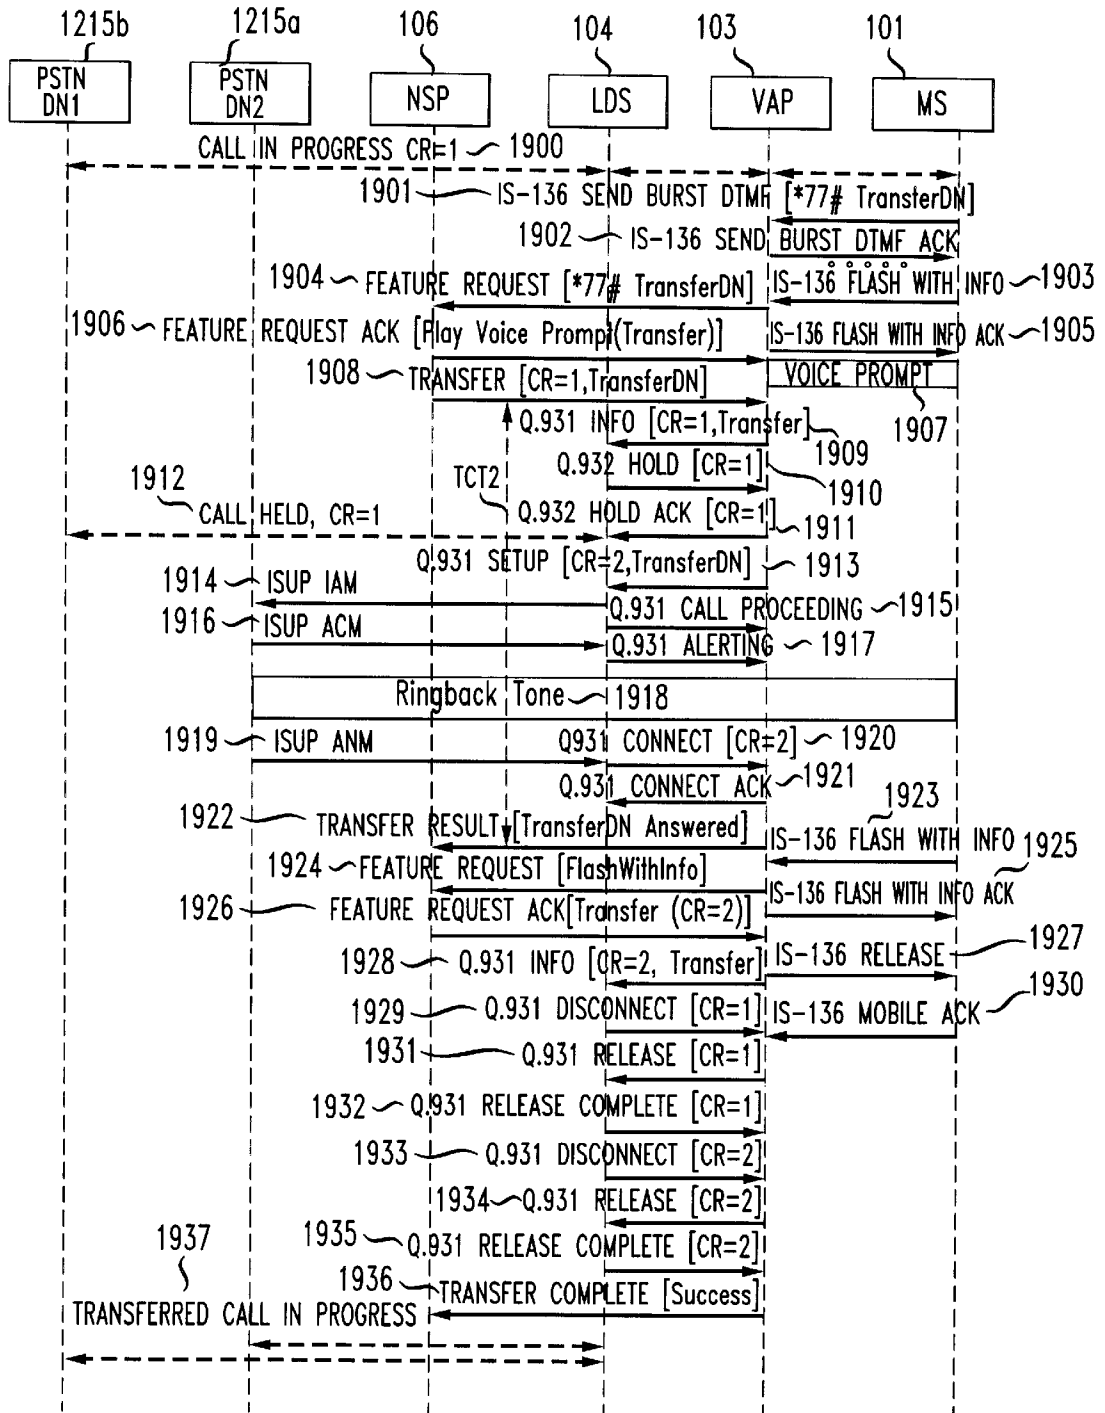 1215b 1215a 106 104 103 101
PSTN DN1 PSTN DN2 NSP LDS VAP MS
CALL IN PROGRESS CR=1 1900
1901 IS-136 SEND BURST DTMF [*77# TransterDN]
1902 IS-136 SEND BURST DTMF ACK
1904 FEATURE REQUEST [*77# TransferDN] IS-136 FLASH WITH INFO 1903
1906 FEATURE REQUEST ACK [Play Voice Prompt(Transfer)] IS-136 FLASH WITH INFO ACK 1905
1908 TRANSFER [CR=1,TransferDN] VOICE PROMPT
1907
Q.931 INFO [CR=1,Transfer] 1909
TCT2 Q.932 HOLD [CR=1] 1910
1912 CALL HELD, CR=1 Q.932 HOLD ACK [CR=1] 1911
Q.931 SETUP [CR=2,TransferDN] 1913
1914 ISUP IAM
Q.931 CALL PROCEEDING 1915
1916 ISUP ACM
Q.931 ALERTING 1917
Ringback Tone 1918
1919 ISUP ANM Q931 CONNECT [CR=2] 1920
Q.931 CONNECT ACK 1921
1922 TRANSFER RESULT [TransferDN Answered] IS-136 FLASH WITH INFO 1923
1924 FEATURE REQUEST [FlashWithInfo] IS-136 FLASH WITH INFO ACK 1925
1926 FEATURE REQUEST ACK[Transfer (CR=2)]
1928 Q.931 INFO [CR=2, Transfer] IS-136 RELEASE 1927
1929 Q.931 DISCONNECT [CR=1] IS-136 MOBILE ACK 1930
1931 Q.931 RELEASE [CR=1]
1932 Q.931 RELEASE COMPLETE [CR=1]
1933 Q.931 DISCONNECT [CR=2]
1934 Q.931 RELEASE [CR=2]
1935 Q.931 RELEASE COMPLETE [CR=2]
1936 TRANSFER COMPLETE [Success]
1937 TRANSFERRED CALL IN PROGRESS